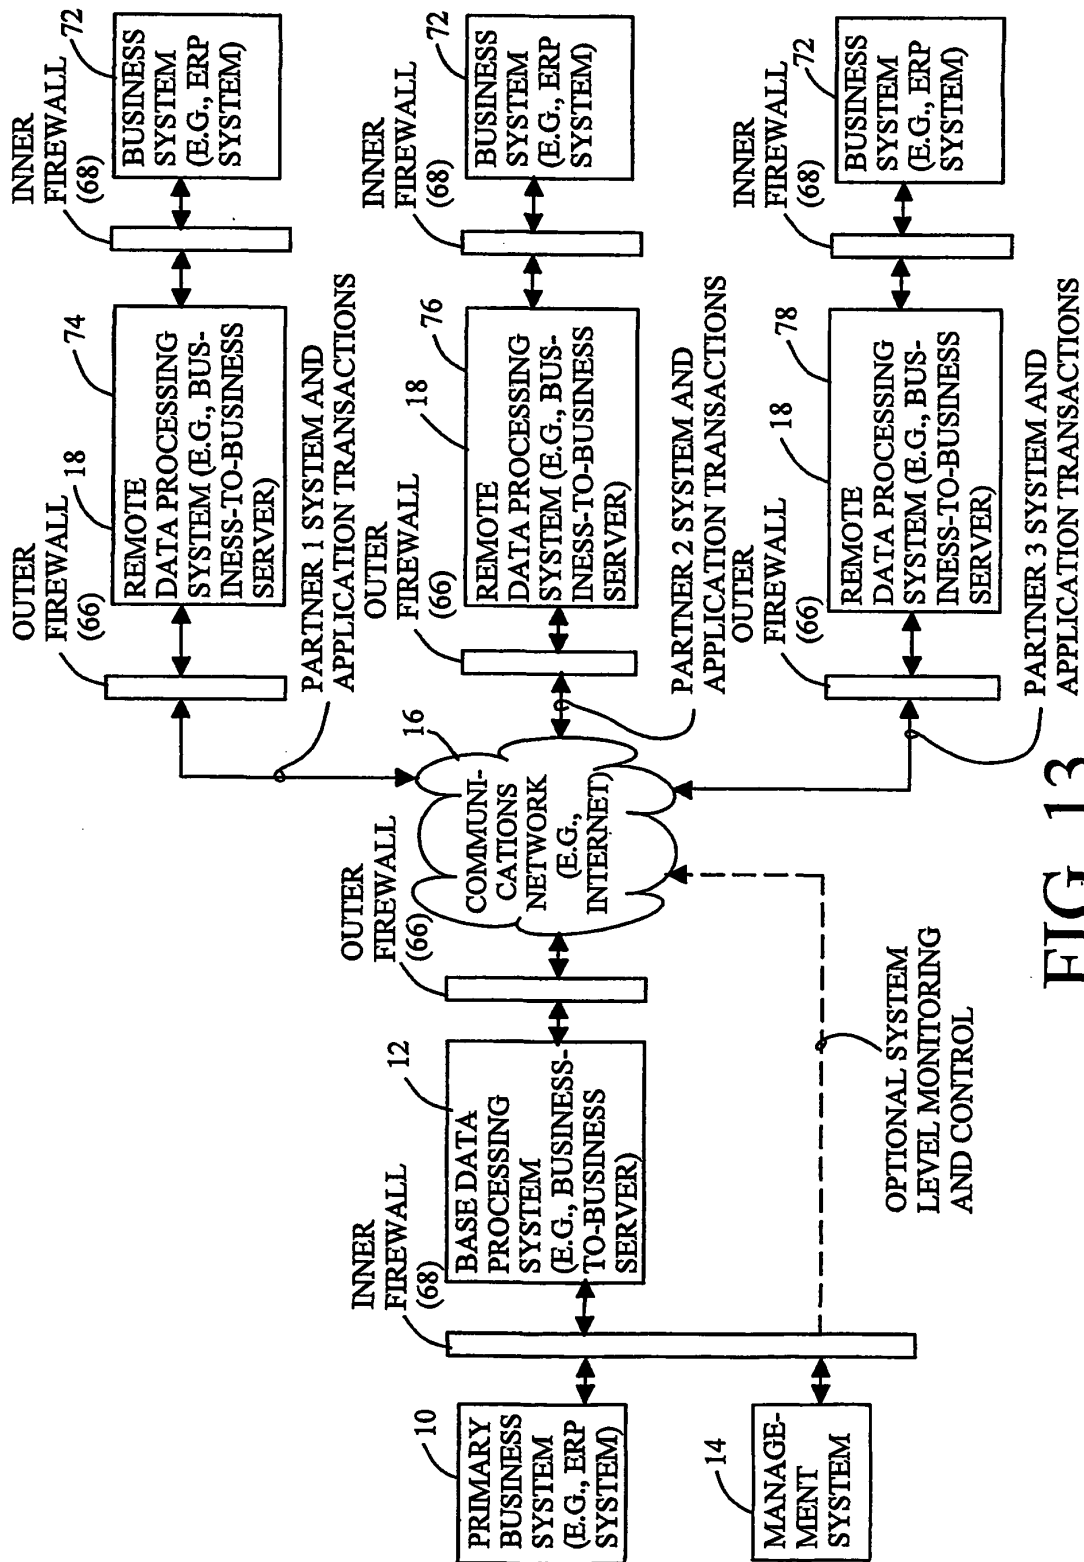 PRIMARY
BUSINESS
SYSTEM
(E.G., ERP
SYSTEM)
10
MANAGE-
MENT
SYSTEM
14
INNER
FIREWALL
(68)
BASE DATA
PROCESSING
SYSTEM
(E.G., BUSINESS-
TO-BUSINESS
SERVER)
12
OUTER
FIREWALL
(66)
COMMUNI-
CATIONS
NETWORK
(E.G.,
INTERNET)
16
OPTIONAL SYSTEM
LEVEL MONITORING
AND CONTROL
OUTER
FIREWALL
(66)
18
REMOTE
DATA PROCESSING
SYSTEM (E.G., BUS-
INESS-TO-BUSINESS
SERVER)
74
PARTNER 1 SYSTEM AND
APPLICATION TRANSACTIONS
INNER
FIREWALL
(68)
BUSINESS
SYSTEM
(E.G., ERP
SYSTEM)
72
OUTER
FIREWALL
(66)
18
REMOTE
DATA PROCESSING
SYSTEM (E.G., BUS-
INESS-TO-BUSINESS
SERVER)
76
PARTNER 2 SYSTEM AND
APPLICATION TRANSACTIONS
INNER
FIREWALL
(68)
BUSINESS
SYSTEM
(E.G., ERP
SYSTEM)
72
OUTER
FIREWALL
(66)
18
REMOTE
DATA PROCESSING
SYSTEM (E.G., BUS-
INESS-TO-BUSINESS
SERVER)
78
PARTNER 3 SYSTEM AND
APPLICATION TRANSACTIONS
INNER
FIREWALL
(68)
BUSINESS
SYSTEM
(E.G., ERP
SYSTEM)
72
FIG. 13